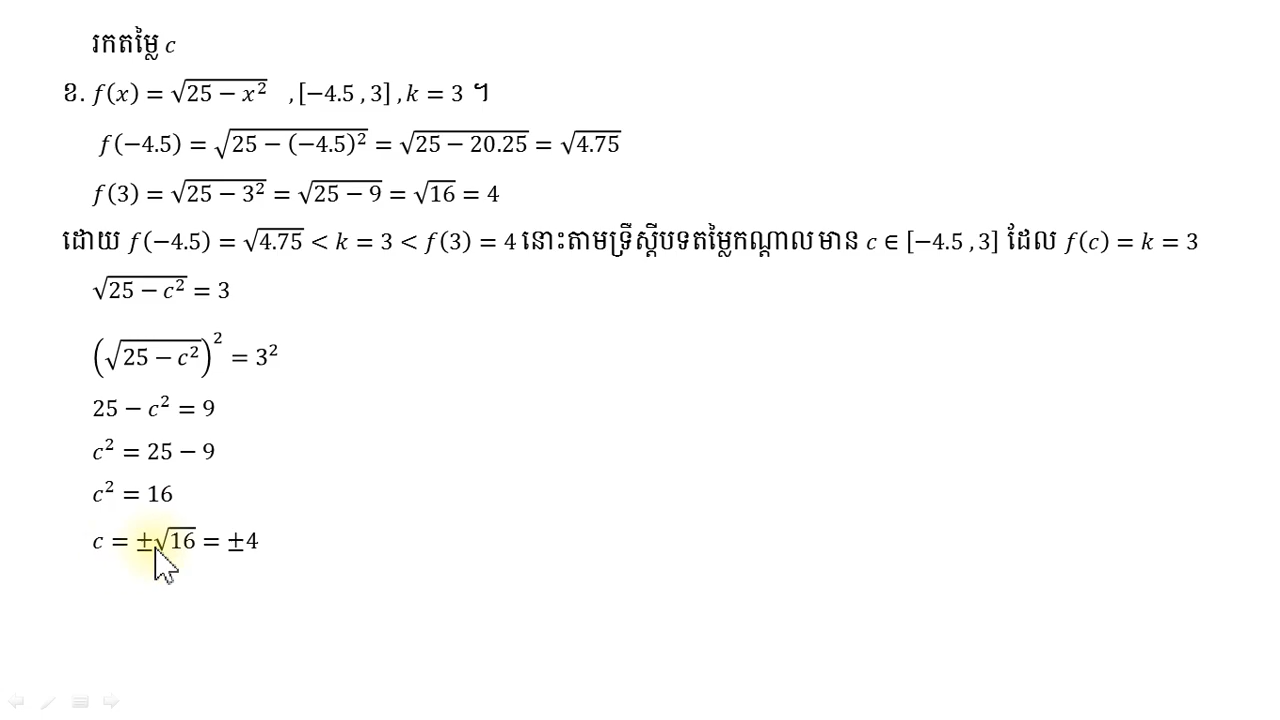 រកតម្លៃ c
ខ. f(x) = √(25 − x²) , [−4.5 , 3] , k = 3 ។
f(−4.5) = √(25 − (−4.5)²) = √(25 − 20.25) = √4.75
f(3) = √(25 − 3²) = √(25 − 9) = √16 = 4
ដោយ f(−4.5) = √4.75 < k = 3 < f(3) = 4 នោះតាមទ្រឹស្តីបទតម្លៃកណ្តាលមាន c ∈ [−4.5 , 3] ដែល f(c) = k = 3
√(25 − c²) = 3
(√(25 − c²))² = 3²
25 − c² = 9
c² = 25 − 9
c² = 16
c = ±√16 = ±4